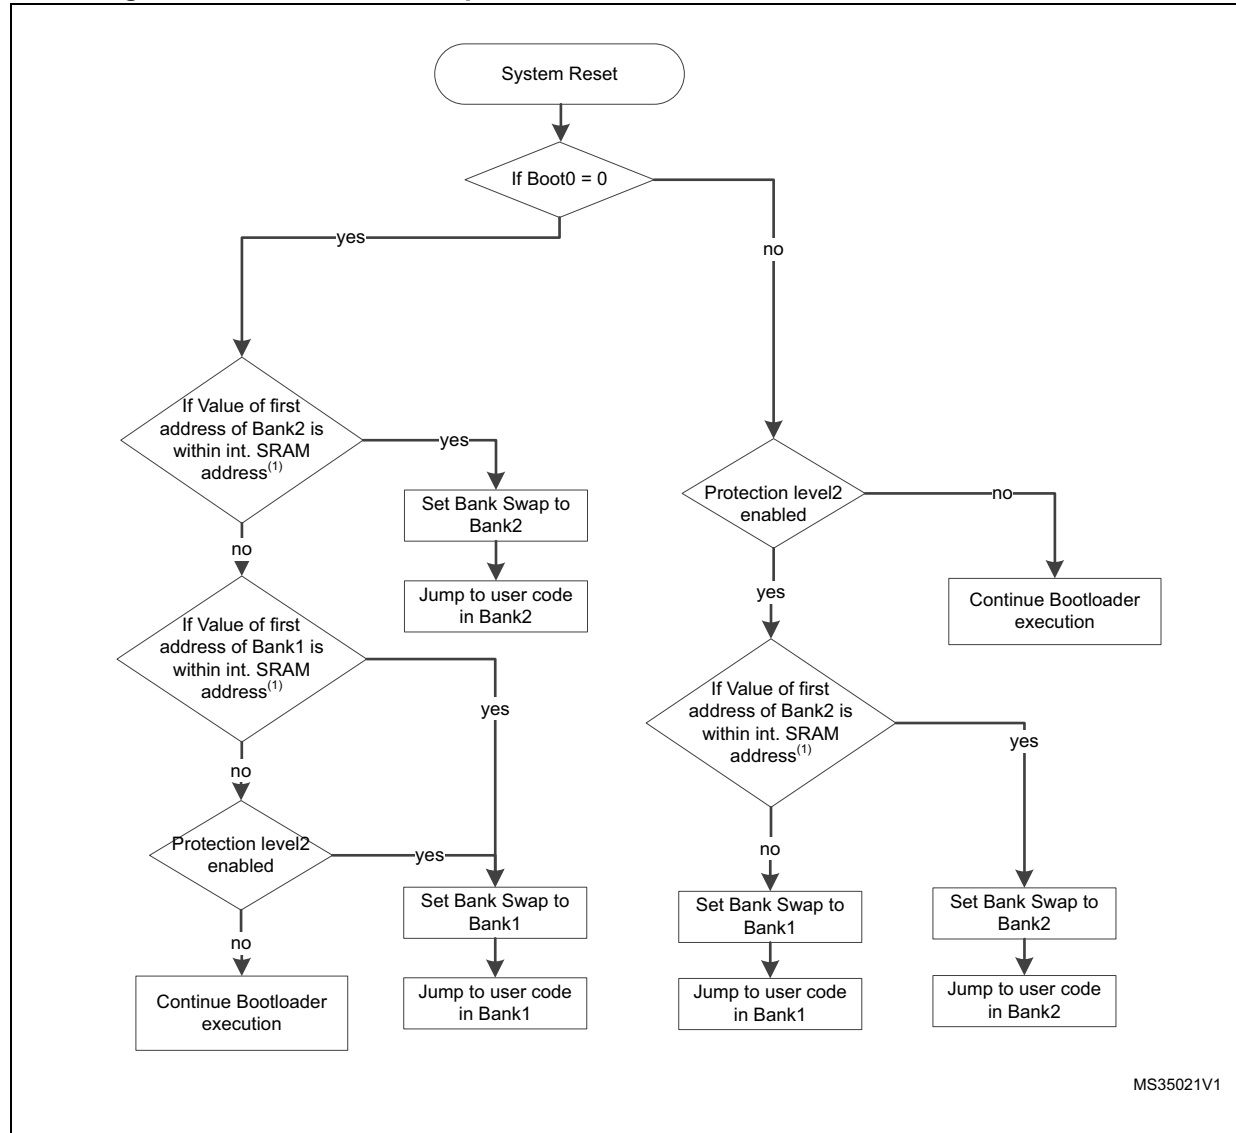 System Reset
If Boot0 = 0
yes
no
If Value of first
address of Bank2 is
within int. SRAM
address(1)
yes
Set Bank Swap to
Bank2
Jump to user code
in Bank2
no
If Value of first
address of Bank1 is
within int. SRAM
address(1)
yes
no
Protection level2
enabled
yes
no
Continue Bootloader
execution
Set Bank Swap to
Bank1
Jump to user code
in Bank1
Protection level2
enabled
no
Continue Bootloader
execution
yes
If Value of first
address of Bank2 is
within int. SRAM
address(1)
yes
no
Set Bank Swap to
Bank1
Jump to user code
in Bank1
Set Bank Swap to
Bank2
Jump to user code
in Bank2
MS35021V1